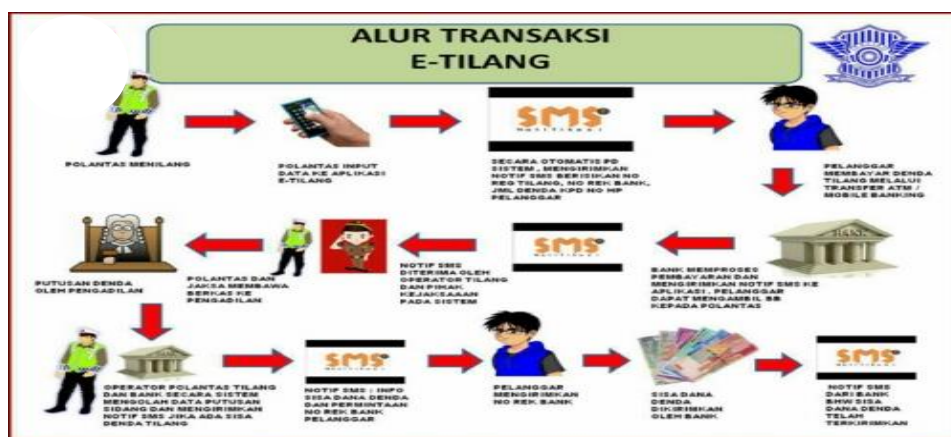 ALUR TRANSAKSI
E-TILANG
POLANTAS MENILANG
POLANTAS INPUT
DATA KE APLIKASI
E-TILANG
SMS
Notifikasi
SECARA OTOMATIS PD
SISTEM, MENGIRIMKAN
NOTIF SMS BERISIKAN NO
REG TILANG, NO REK BANK,
JML DENDA KPD NO HP
PELANGGAR
PELANGGAR
MEMBAYAR DENDA
TILANG MELALUI
TRANSFER ATM /
MOBILE BANKING
BANK
BANK MEMPROSES
PEMBAYARAN DAN
MENGIRIMKAN NOTIF SMS KE
APLIKASI. PELANGGAR
DAPAT MENGAMBIL BB
KEPADA POLANTAS
SMS
NOTIF SMS
DITERIMA OLEH
OPERATOR TILANG
DAN PIHAK
KEJAKSAAAN
PADA SISTEM
POLANTAS DAN
JAKSA MEMBAWA
BERKAS KE
PENGADILAN
PUTUSAN DENDA
OLEH PENGADILAN
OPERATOR POLANTAS TILANG
DAN BANK SECARA SISTEM
MENGOLAH DATA PUTUSAN
SIDANG DAN MENGIRIMKAN
NOTIF SMS JIKA ADA SISA
DENDA TILANG
SMS
NOTIF SMS : INFO
SISA DANA DENDA
DAN PERMINTAAN
NO REK BANK
PELANGGAR
PELANGGAR
MENGIRIMKAN
NO REK BANK
SISA DANA
DENDA
DIKIRIMKAN
OLEH BANK
SMS
NOTIF SMS
DARI BANK
BHW SISA
DANA DENDA
TELAH
TERKIRIMKAN